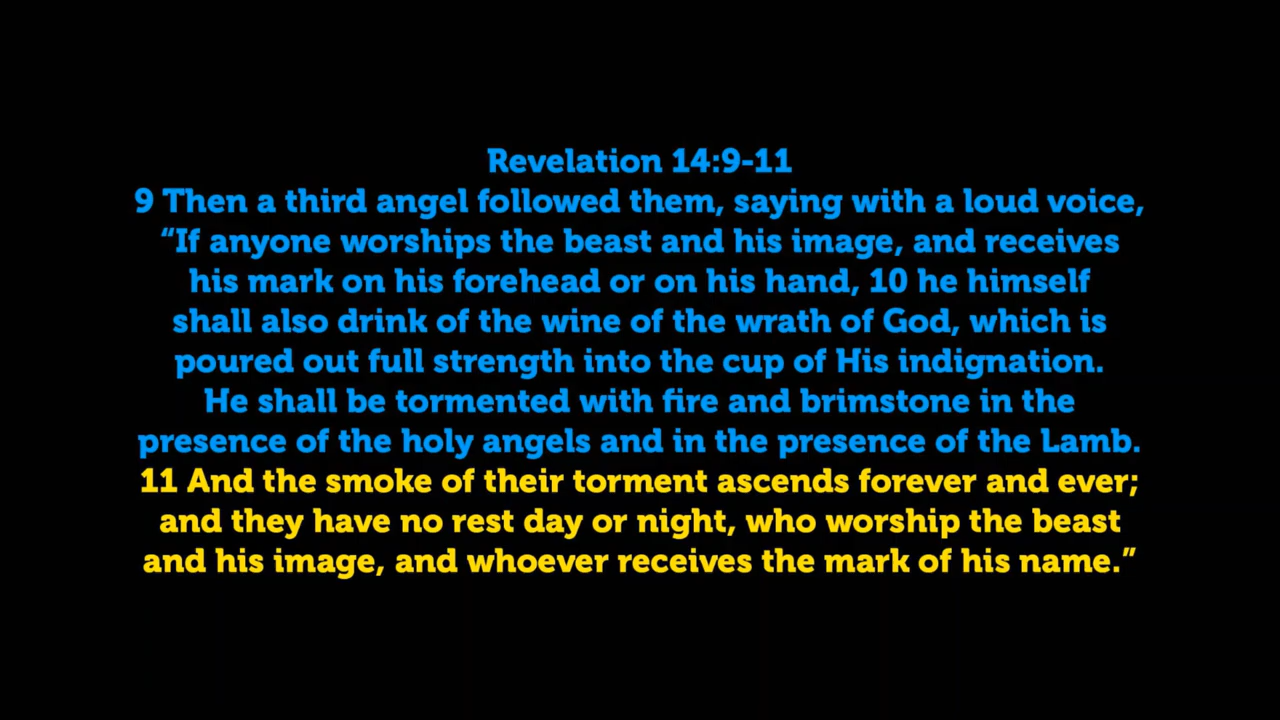 Revelation 14:9-11
9 Then a third angel followed them, saying with a loud voice,
“If anyone worships the beast and his image, and receives
his mark on his forehead or on his hand, 10 he himself
shall also drink of the wine of the wrath of God, which is
poured out full strength into the cup of His indignation.
He shall be tormented with fire and brimstone in the
presence of the holy angels and in the presence of the Lamb.
11 And the smoke of their torment ascends forever and ever;
and they have no rest day or night, who worship the beast
and his image, and whoever receives the mark of his name.”